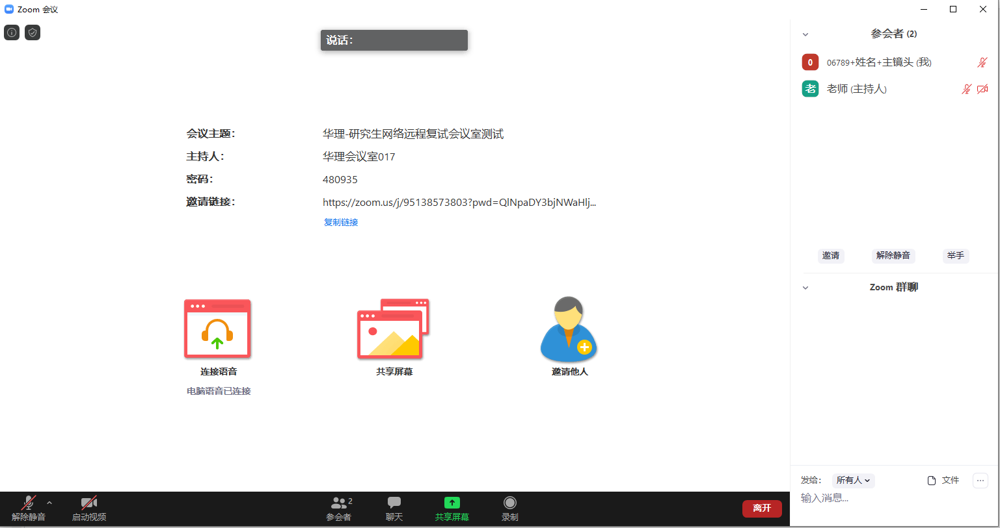 Zoom 会议
说话：
会议主题： 华理-研究生网络远程复试会议室测试
主持人： 华理会议室017
密码： 480935
邀请链接： https://zoom.us/j/95138573803?pwd=QlNpaDY3bjNWaHlj...
复制链接
连接语音 共享屏幕 邀请他人
电脑语音已连接
解除静音 启动视频 参会者 2 聊天 共享屏幕 录制 离开
参会者 (2)
0 06789+姓名+主镜头 (我)
老 老师 (主持人)
邀请 解除静音 举手
Zoom 群聊
发给： 所有人 文件 ...
输入消息...